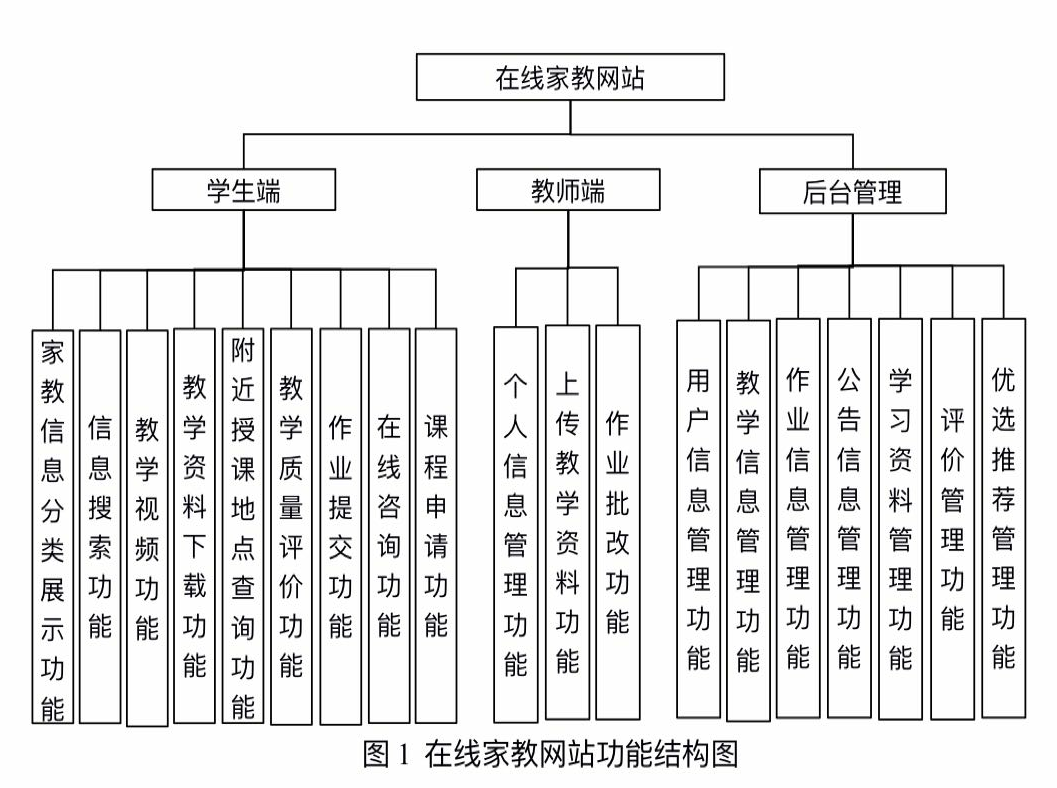 在线家教网站
学生端
教师端
后台管理
家教信息分类展示功能
信息搜索功能
教学视频功能
教学资料下载功能
附近授课地点查询功能
教学质量评价功能
作业提交功能
在线咨询功能
课程申请功能
个人信息管理功能
上传教学资料功能
作业批改功能
用户信息管理功能
教学信息管理功能
作业信息管理功能
公告信息管理功能
学习资料管理功能
评价管理功能
优选推荐管理功能
图 1 在线家教网站功能结构图